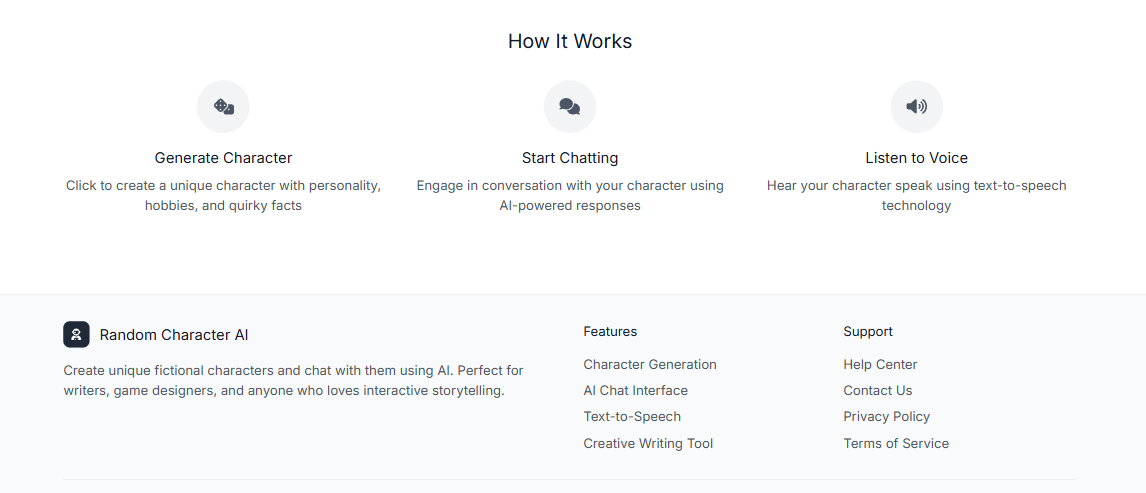 How It Works
Generate Character
Click to create a unique character with personality,
hobbies, and quirky facts
Start Chatting
Engage in conversation with your character using
AI-powered responses
Listen to Voice
Hear your character speak using text-to-speech
technology
Random Character AI
Create unique fictional characters and chat with them using AI. Perfect for
writers, game designers, and anyone who loves interactive storytelling.
Features
Character Generation
AI Chat Interface
Text-to-Speech
Creative Writing Tool
Support
Help Center
Contact Us
Privacy Policy
Terms of Service